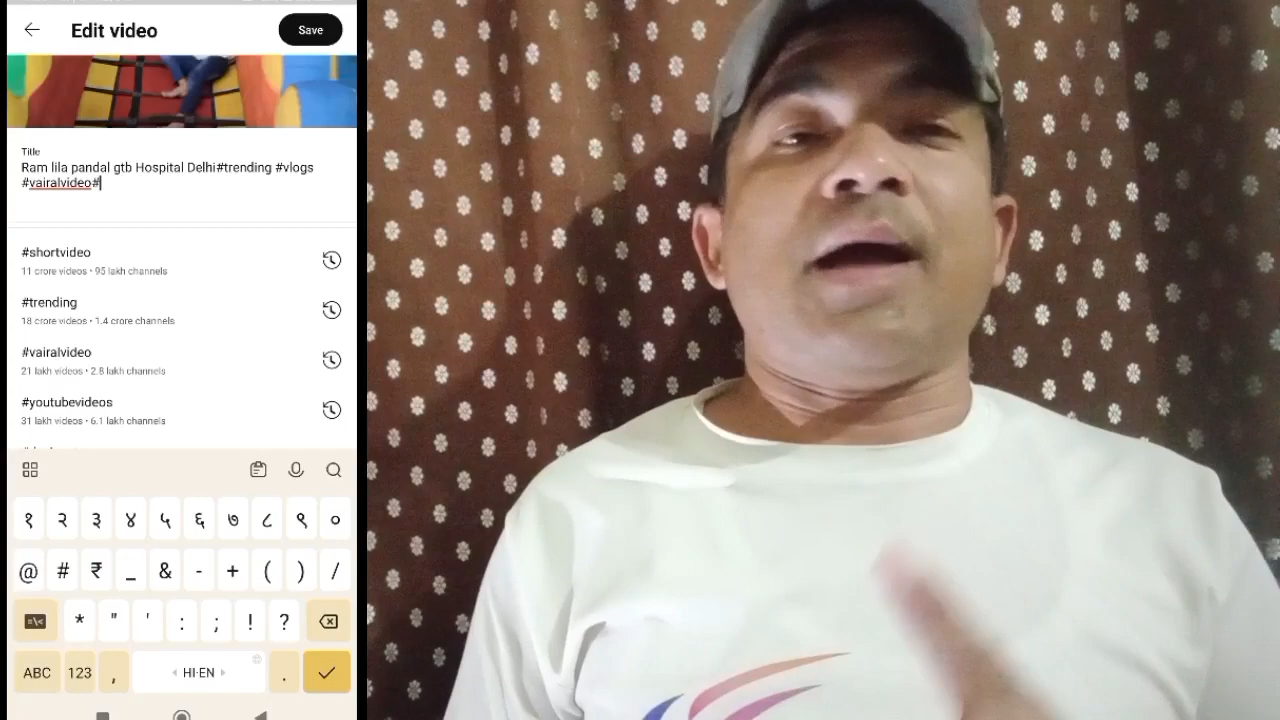 Edit video
Save
Title
Ram lila pandal gtb Hospital Delhi#trending #vlogs
#vairalvideo#
#shortvideo
11 crore videos • 95 lakh channels
#trending
18 crore videos • 1.4 crore channels
#vairalvideo
21 lakh videos • 2.8 lakh channels
#youtubevideos
31 lakh videos • 6.1 lakh channels
१ २ ३ ४ ५ ६ ७ ८ ९ ०
@ # ₹ _ & - + ( ) /
=\< * " ' : ; ! ?
ABC 123 , HI·EN .